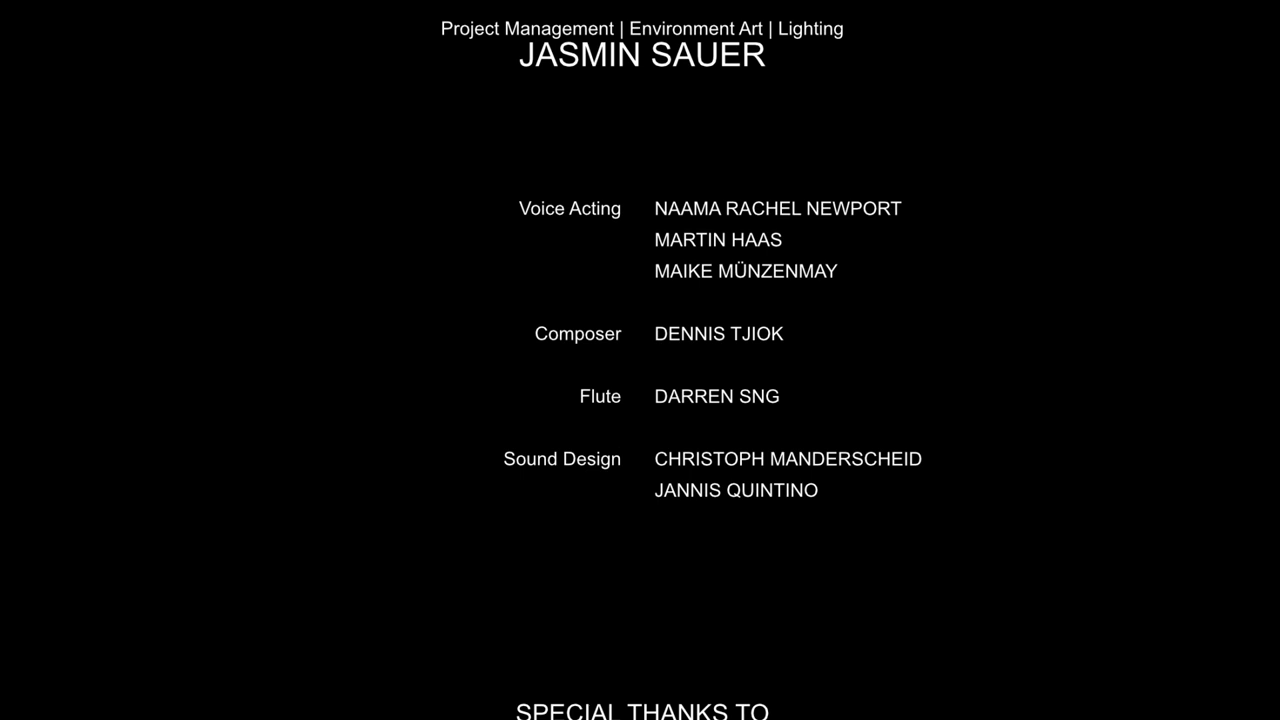 Project Management | Environment Art | Lighting
JASMIN SAUER
Voice Acting NAAMA RACHEL NEWPORT
MARTIN HAAS
MAIKE MÜNZENMAY
Composer DENNIS TJIOK
Flute DARREN SNG
Sound Design CHRISTOPH MANDERSCHEID
JANNIS QUINTINO
SPECIAL THANKS TO